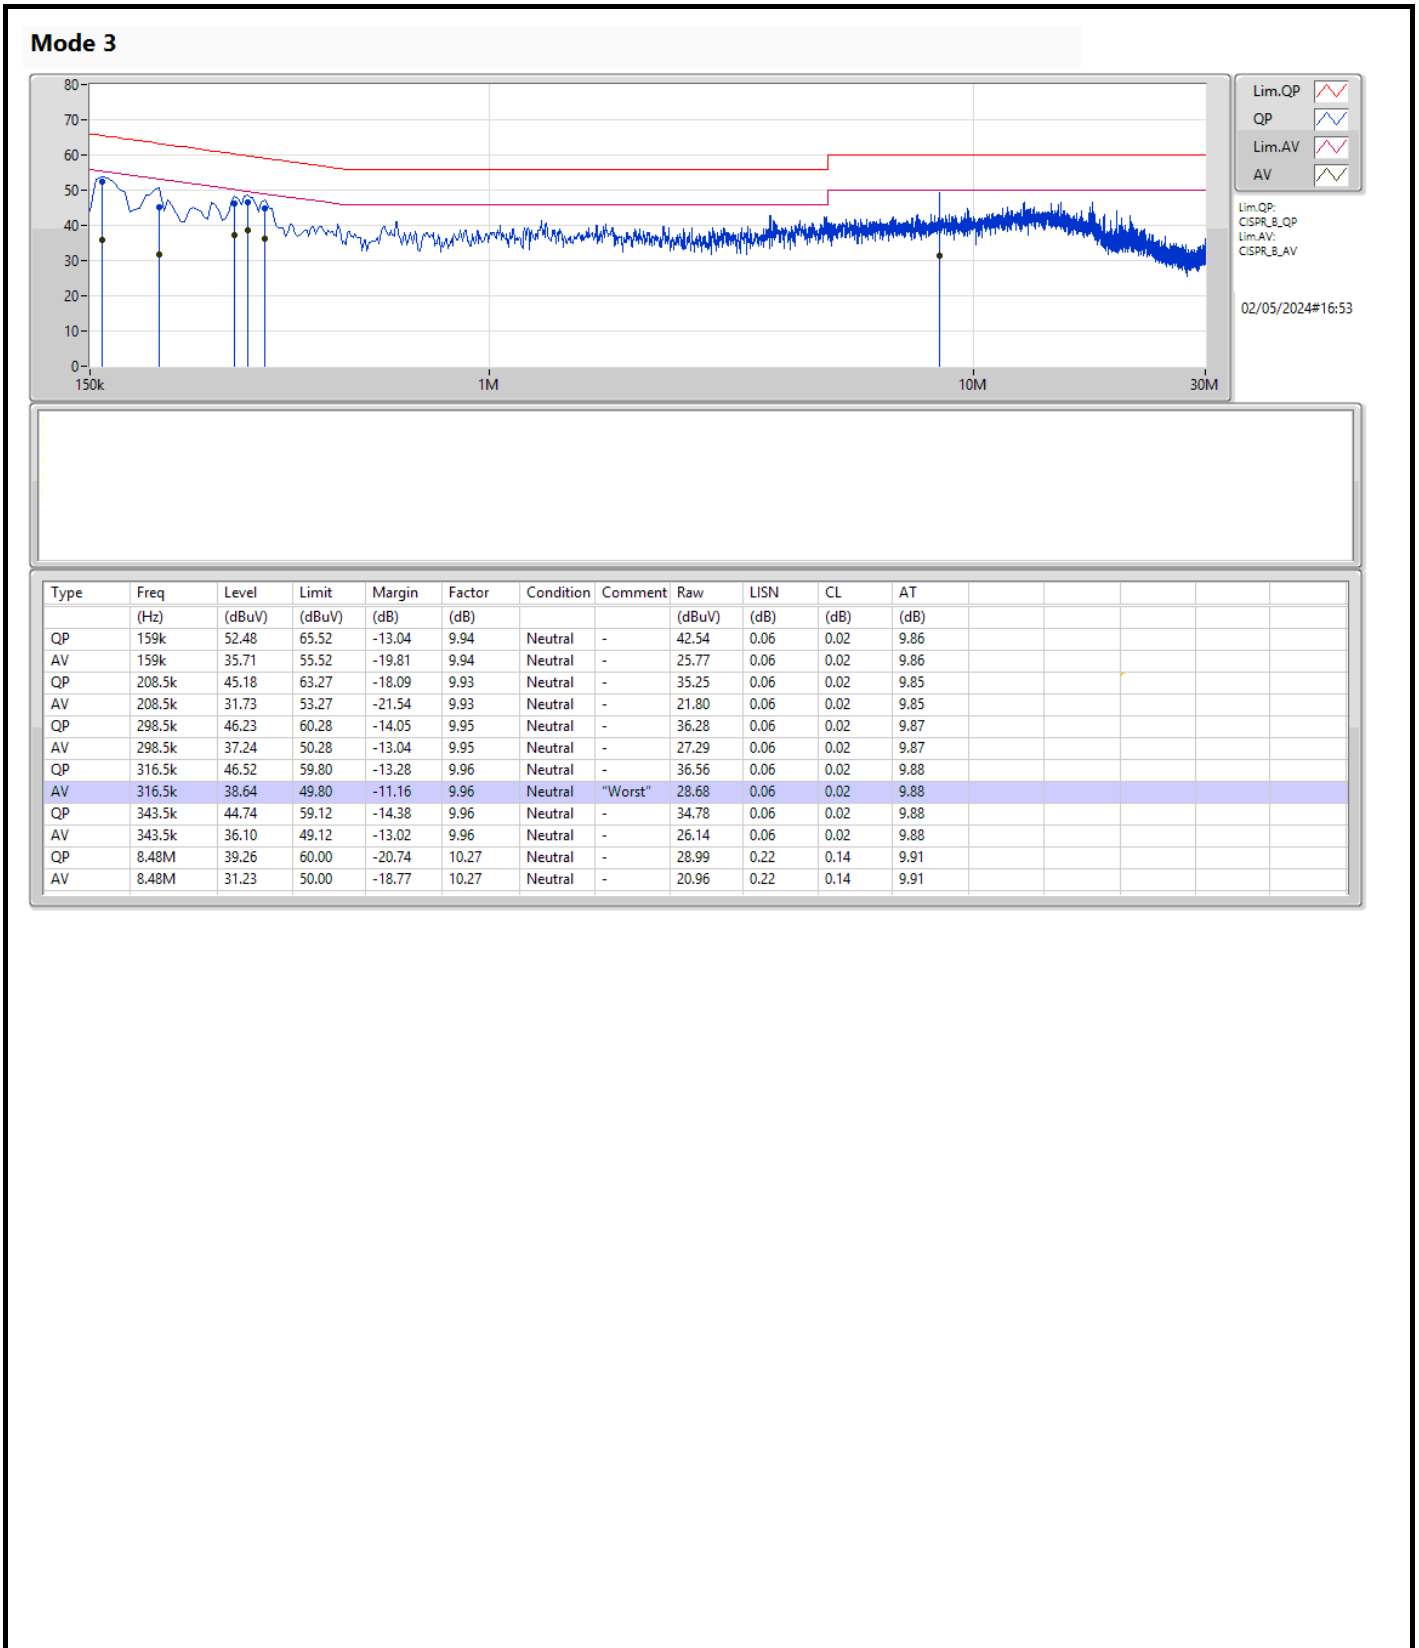 Mode 3
80
70
60
50
40
30
20
10
0
150k 1M 10M 30M
Lim.QP
QP
Lim.AV
AV
Lim.QP:
CISPR_B_QP
Lim.AV:
CISPR_B_AV
02/05/2024#16:53
Type Freq Level Limit Margin Factor Condition Comment Raw LISN CL AT
(Hz) (dBuV) (dBuV) (dB) (dB) (dBuV) (dB) (dB) (dB)
QP 159k 52.48 65.52 -13.04 9.94 Neutral - 42.54 0.06 0.02 9.86
AV 159k 35.71 55.52 -19.81 9.94 Neutral - 25.77 0.06 0.02 9.86
QP 208.5k 45.18 63.27 -18.09 9.93 Neutral - 35.25 0.06 0.02 9.85
AV 208.5k 31.73 53.27 -21.54 9.93 Neutral - 21.80 0.06 0.02 9.85
QP 298.5k 46.23 60.28 -14.05 9.95 Neutral - 36.28 0.06 0.02 9.87
AV 298.5k 37.24 50.28 -13.04 9.95 Neutral - 27.29 0.06 0.02 9.87
QP 316.5k 46.52 59.80 -13.28 9.96 Neutral - 36.56 0.06 0.02 9.88
AV 316.5k 38.64 49.80 -11.16 9.96 Neutral "Worst" 28.68 0.06 0.02 9.88
QP 343.5k 44.74 59.12 -14.38 9.96 Neutral - 34.78 0.06 0.02 9.88
AV 343.5k 36.10 49.12 -13.02 9.96 Neutral - 26.14 0.06 0.02 9.88
QP 8.48M 39.26 60.00 -20.74 10.27 Neutral - 28.99 0.22 0.14 9.91
AV 8.48M 31.23 50.00 -18.77 10.27 Neutral - 20.96 0.22 0.14 9.91